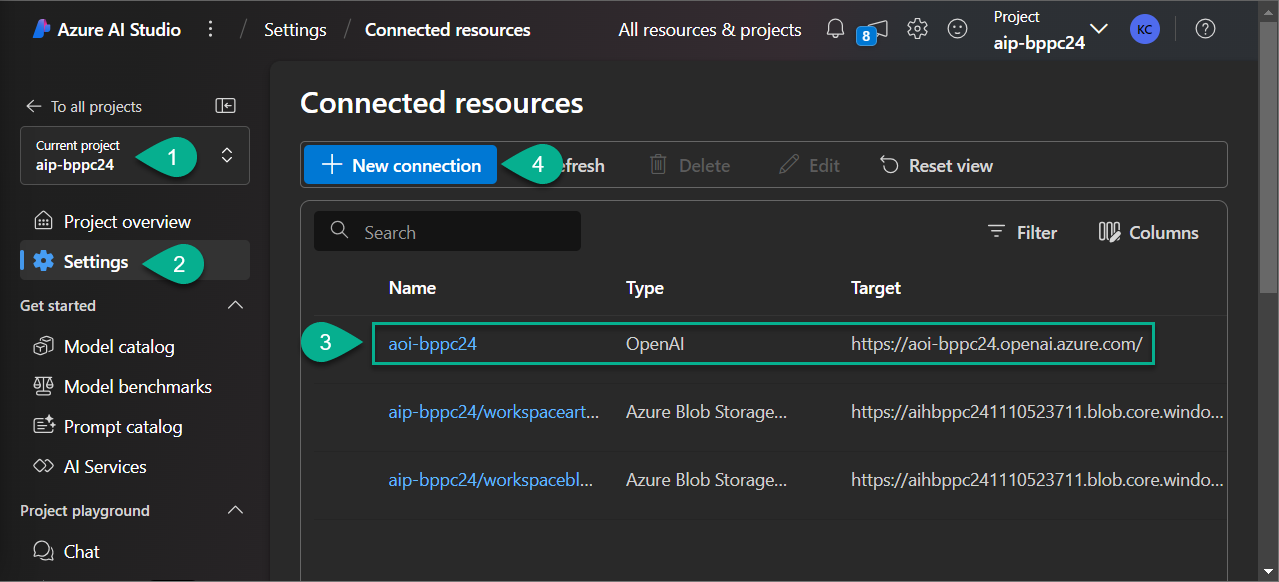 Azure AI Studio / Settings / Connected resources All resources & projects 8 Project KC
aip-bppc24
To all projects
Current project
aip-bppc24
1
Project overview
Settings
2
Get started
Model catalog
Model benchmarks
Prompt catalog
AI Services
Project playground
Chat
Connected resources
New connection 4 efresh Delete Edit Reset view
Search Filter Columns
Name Type Target
3 aoi-bppc24 OpenAI https://aoi-bppc24.openai.azure.com/
aip-bppc24/workspaceart... Azure Blob Storage... https://aihbppc241110523711.blob.core.windo...
aip-bppc24/workspacebl... Azure Blob Storage... https://aihbppc241110523711.blob.core.windo...